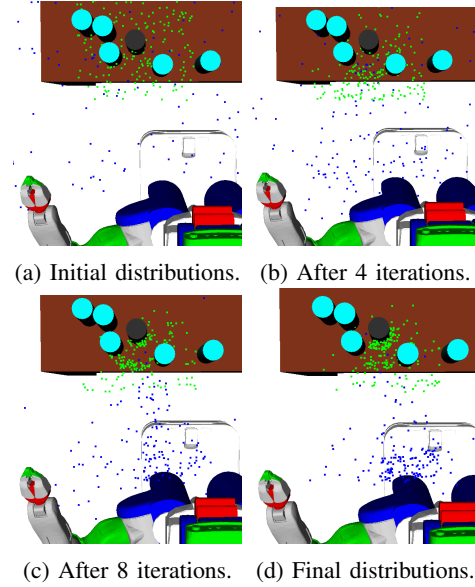 (a) Initial distributions. (b) After 4 iterations.
(c) After 8 iterations. (d) Final distributions.